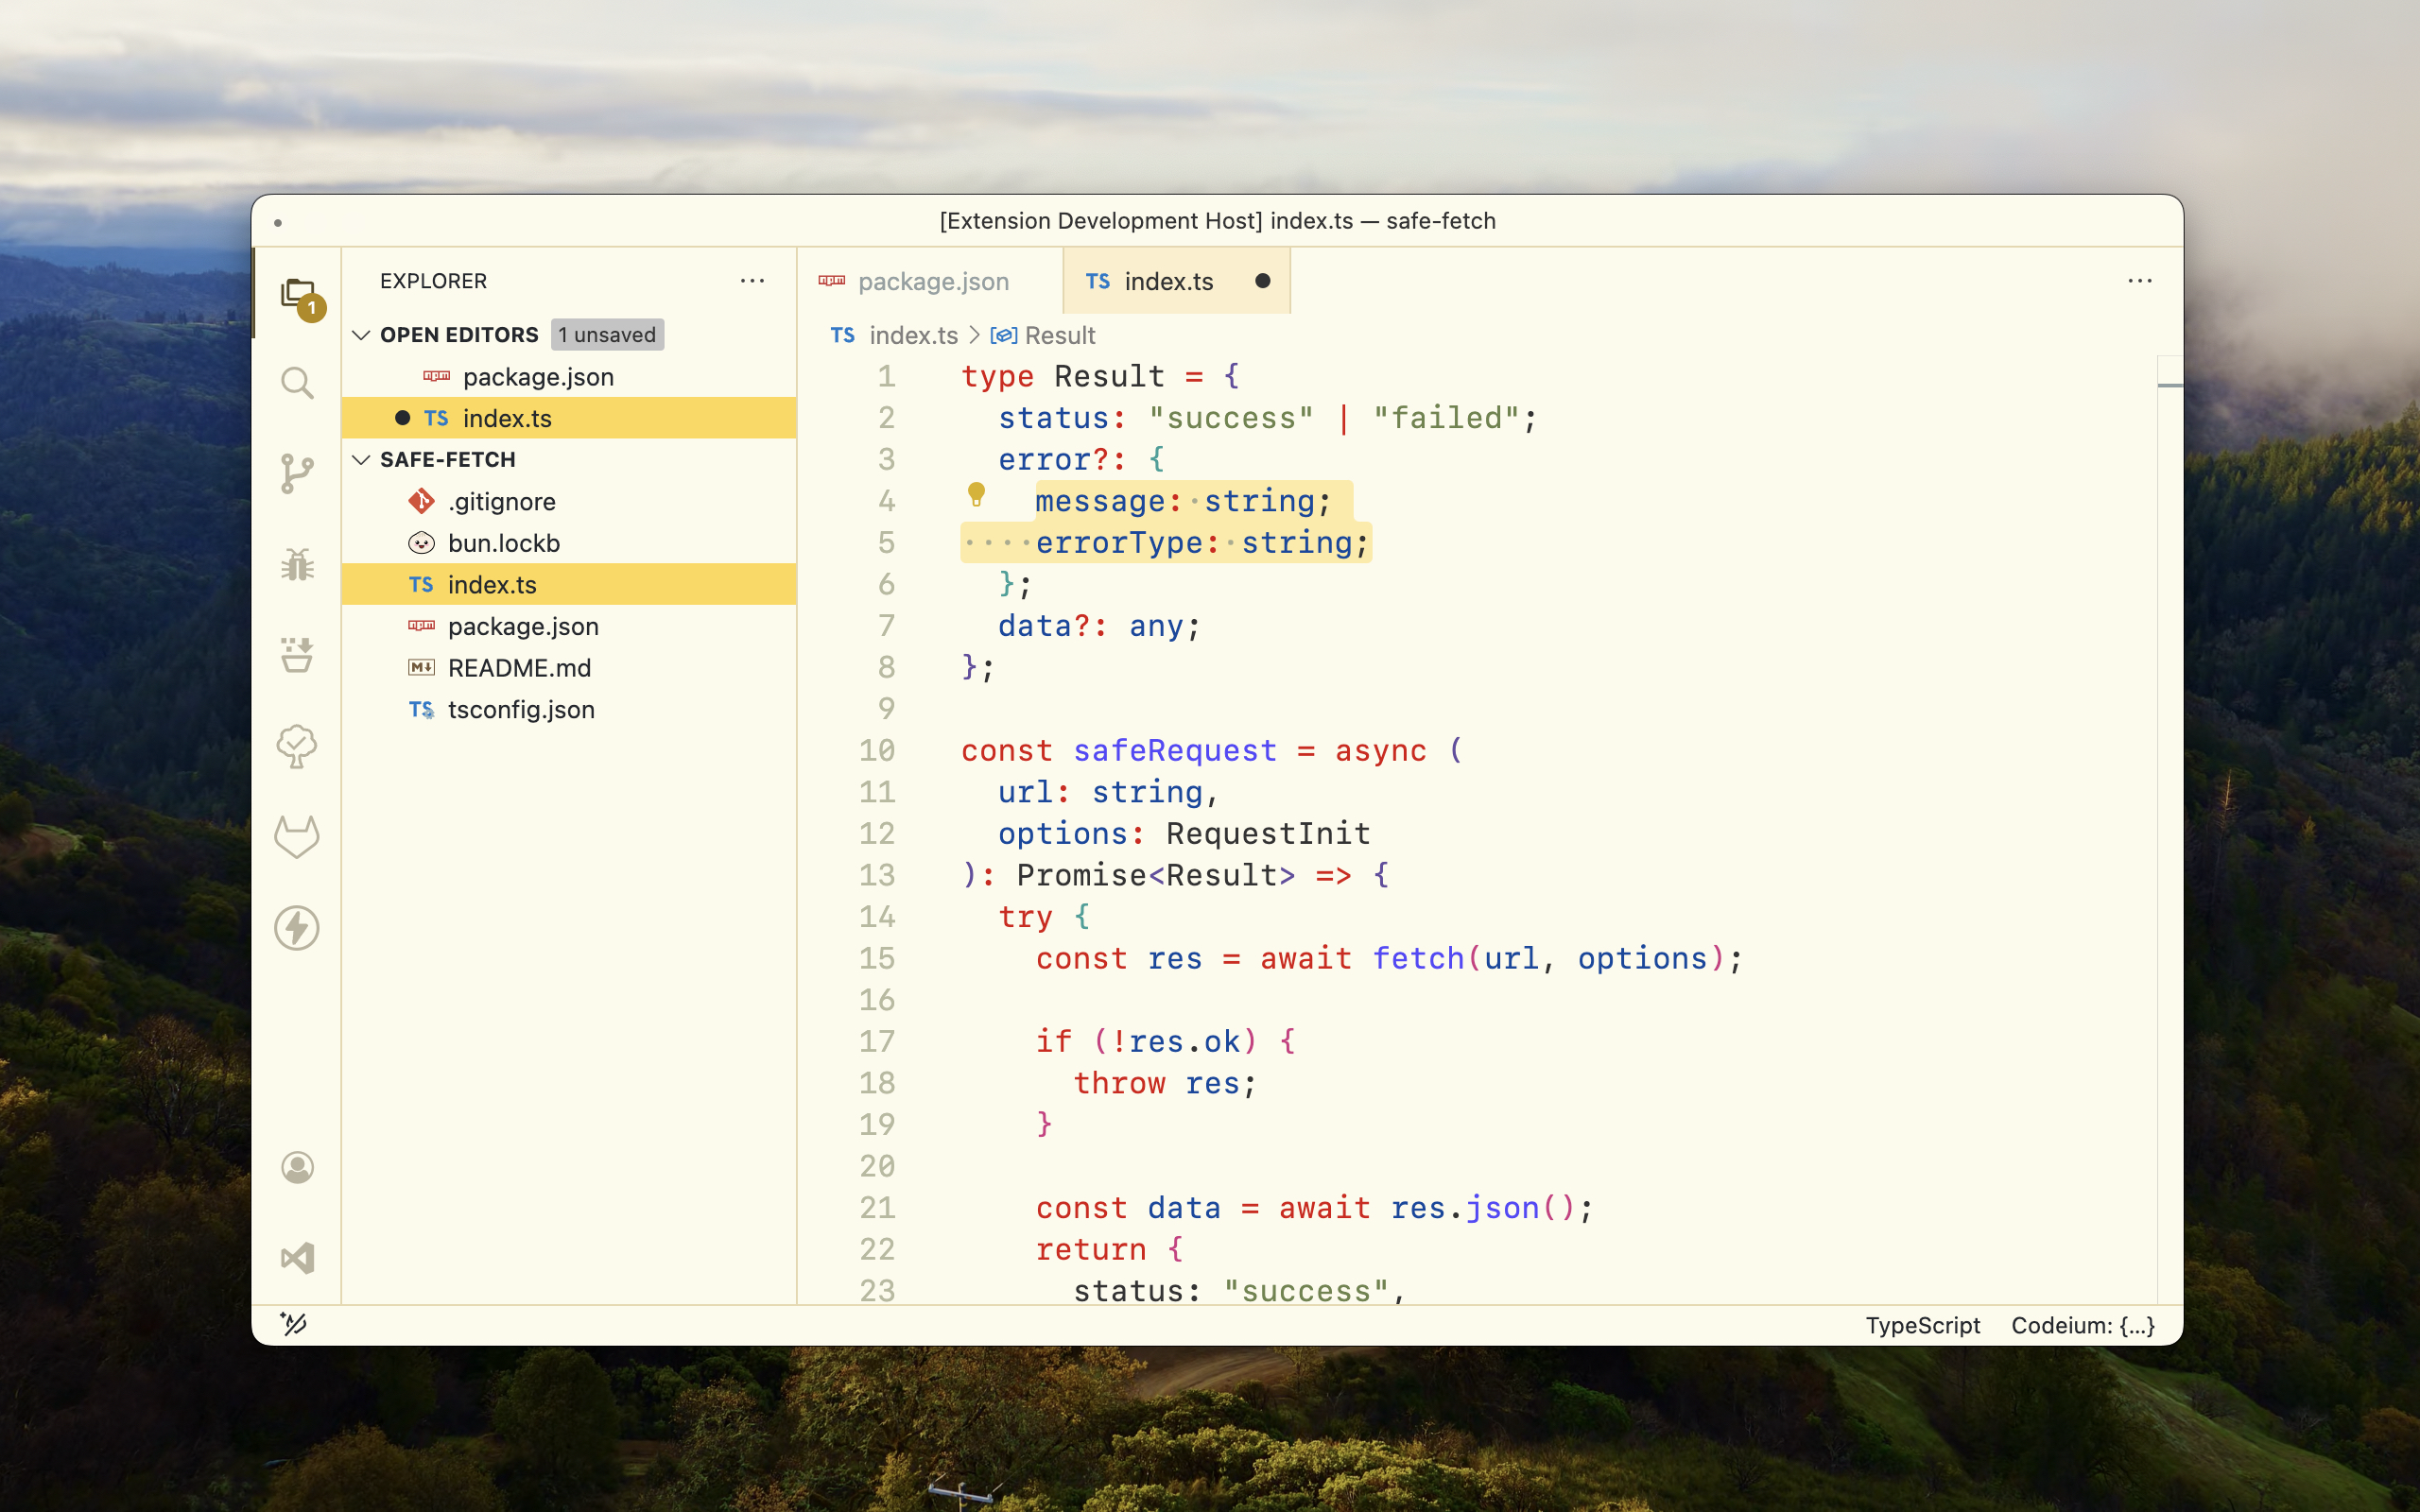 [Extension Development Host] index.ts — safe-fetch
EXPLORER
1
OPEN EDITORS 1 unsaved
package.json
TS index.ts
SAFE-FETCH
.gitignore
bun.lockb
TS index.ts
package.json
README.md
TS tsconfig.json
package.json
TS index.ts
TS index.ts > Result
1 type Result = {
2 status: "success" | "failed";
3 error?: {
4 message: string;
5 errorType: string;
6 };
7 data?: any;
8 };
9
10 const safeRequest = async (
11 url: string,
12 options: RequestInit
13 ): Promise<Result> => {
14 try {
15 const res = await fetch(url, options);
16
17 if (!res.ok) {
18 throw res;
19 }
20
21 const data = await res.json();
22 return {
23 status: "success",
TypeScript Codeium: {...}